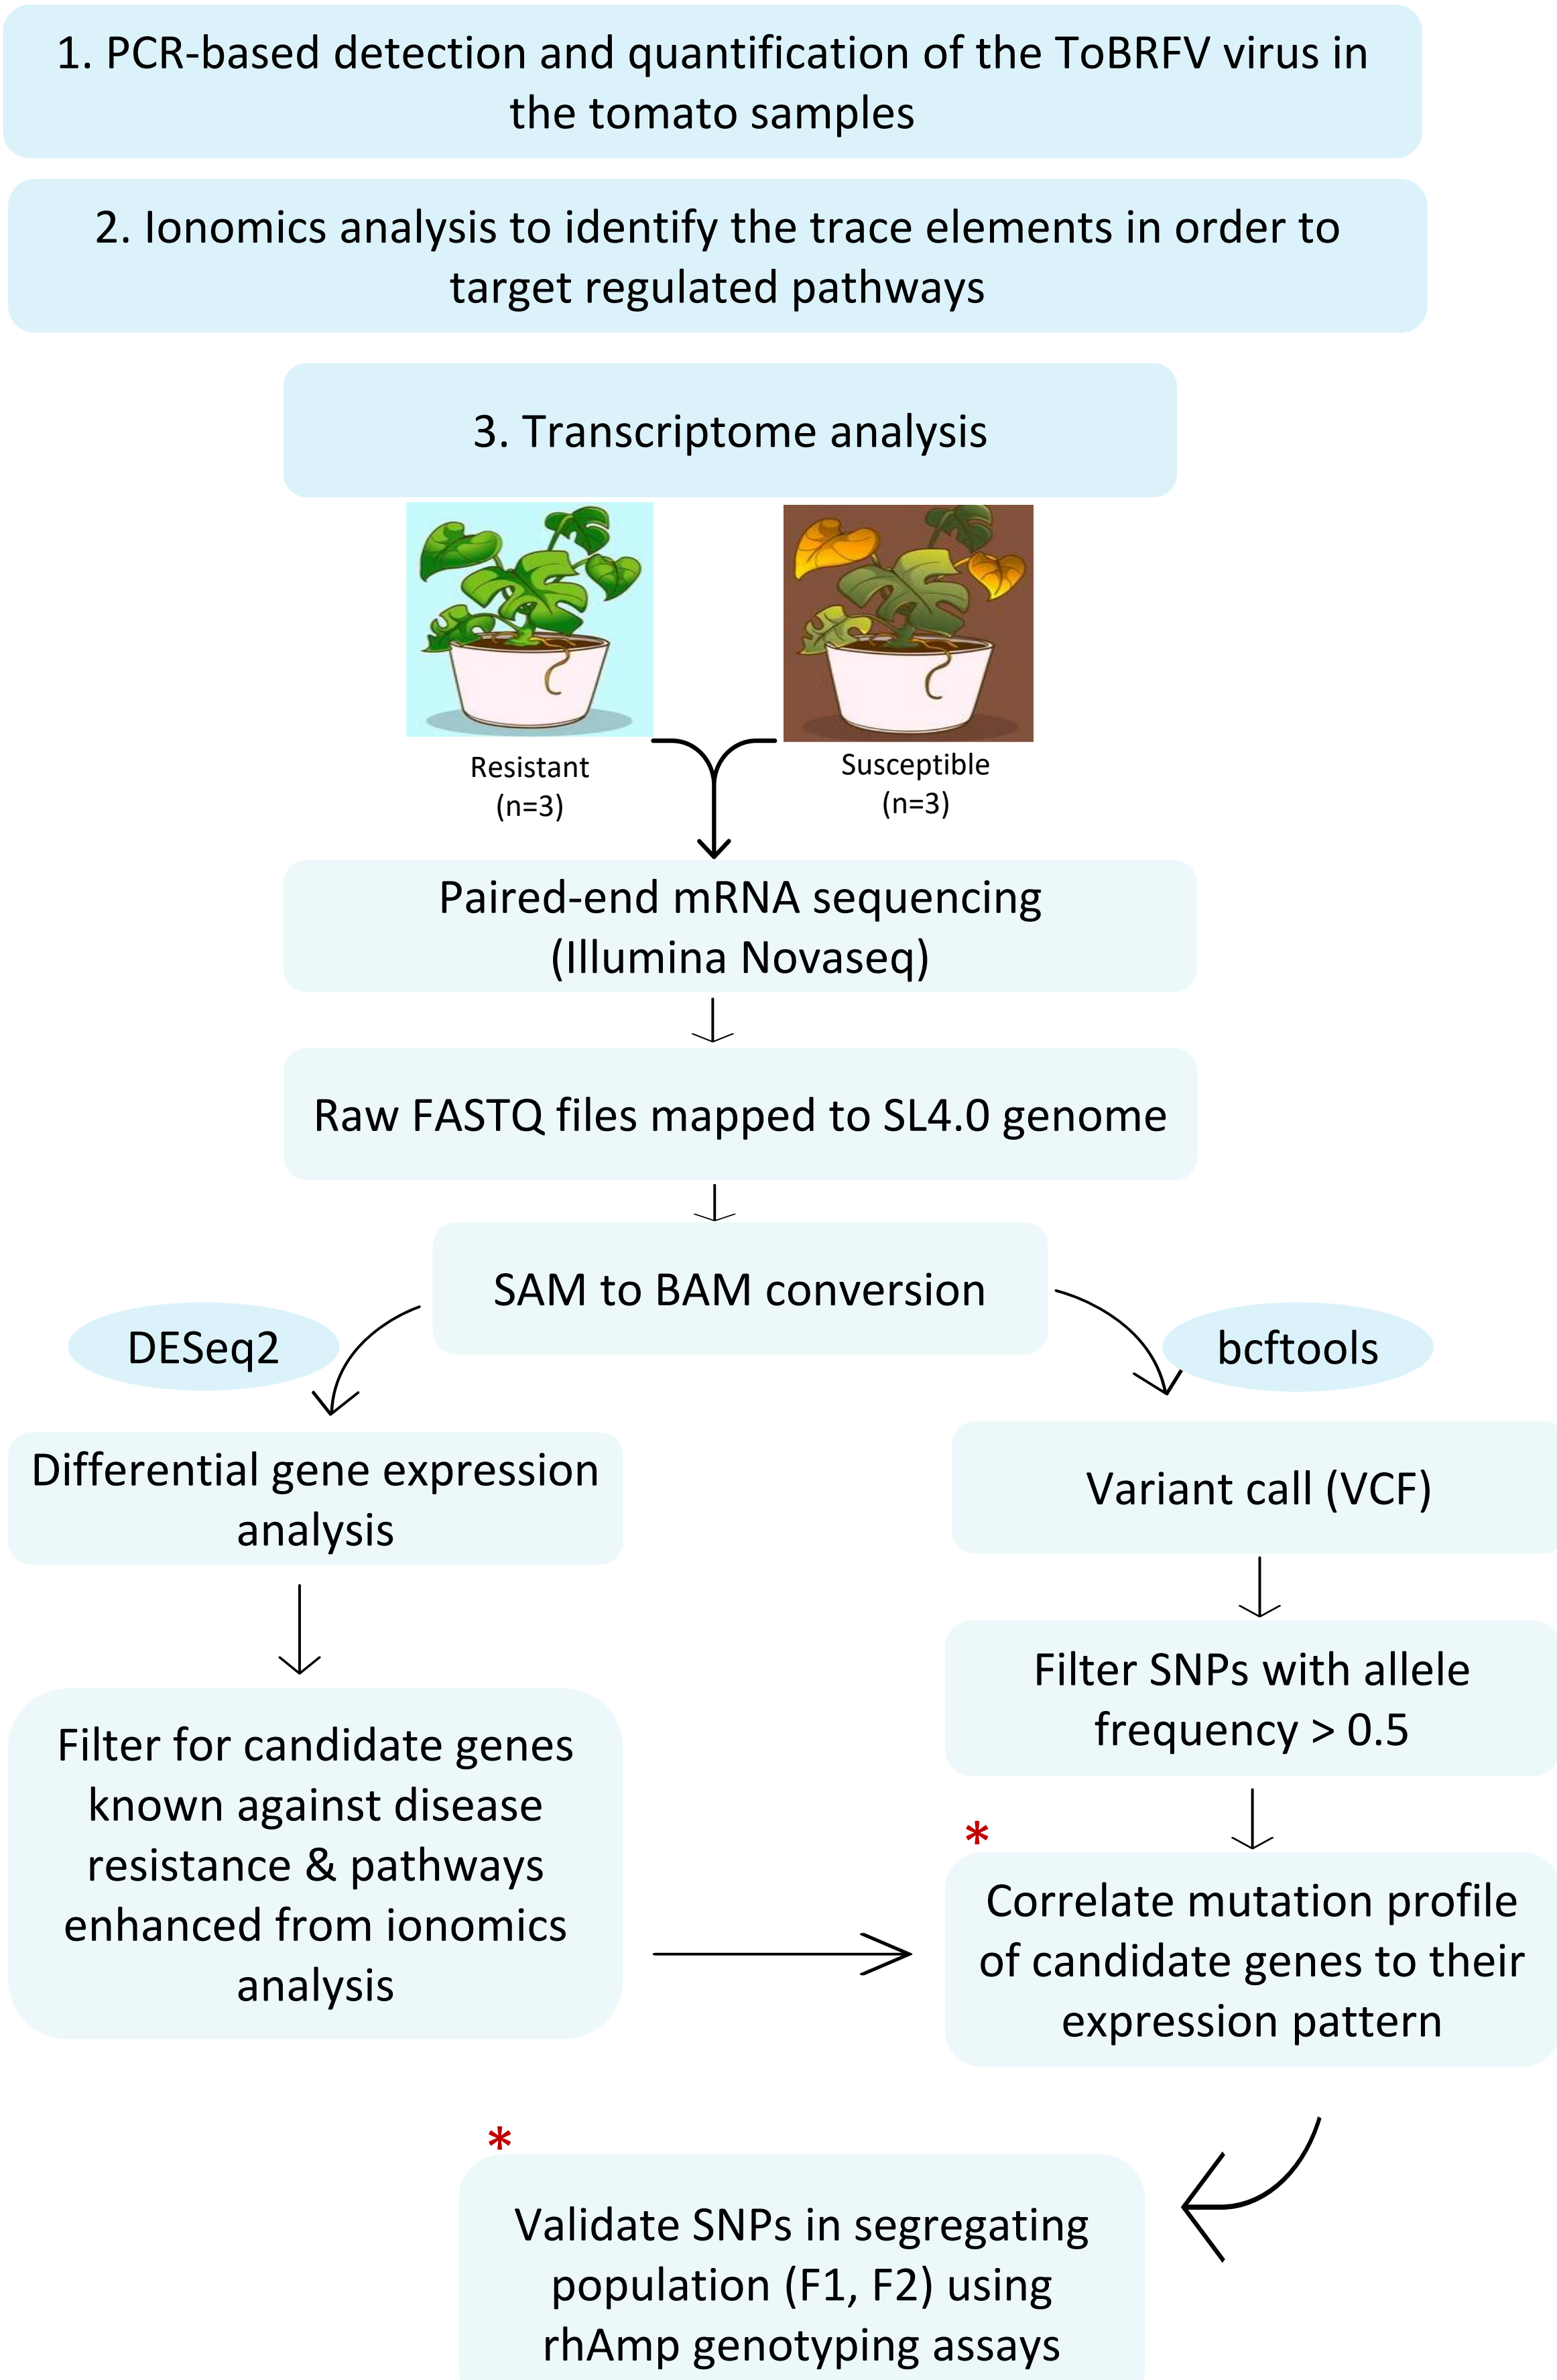 1. PCR-based detection and quantification of the ToBRFV virus in
the tomato samples
2. Ionomics analysis to identify the trace elements in order to
target regulated pathways
3. Transcriptome analysis
Resistant
(n=3)
Susceptible
(n=3)
Paired-end mRNA sequencing
(Illumina Novaseq)
Raw FASTQ files mapped to SL4.0 genome
SAM to BAM conversion
DESeq2
bcftools
Differential gene expression
analysis
Variant call (VCF)
Filter SNPs with allele
frequency > 0.5
Filter for candidate genes
known against disease
resistance & pathways
enhanced from ionomics
analysis
*
Correlate mutation profile
of candidate genes to their
expression pattern
*
Validate SNPs in segregating
population (F1, F2) using
rhAmp genotyping assays